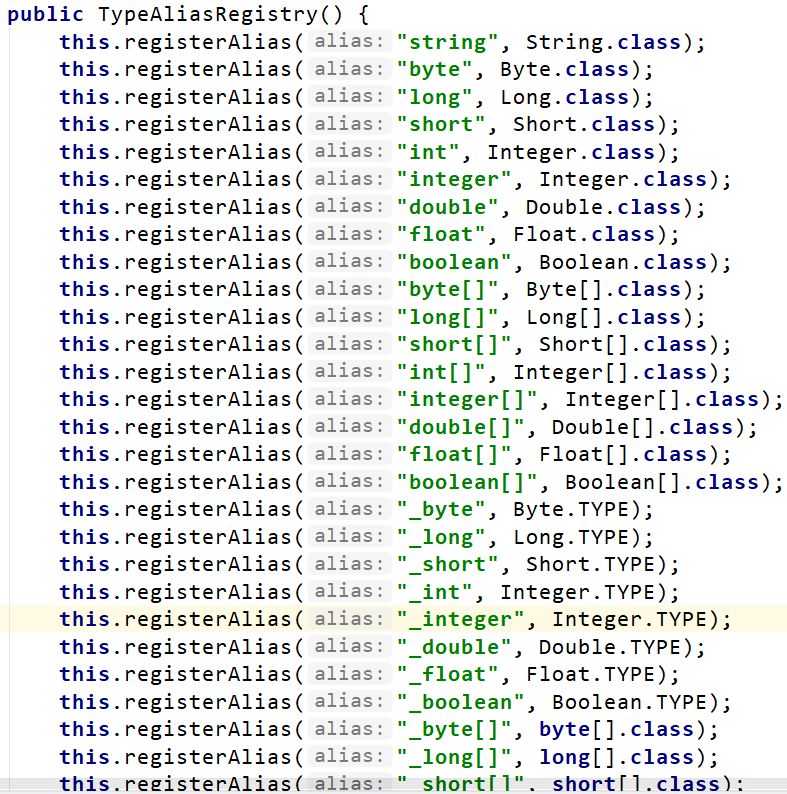 public TypeAliasRegistry() {
this.registerAlias( alias: "string", String.class);
this.registerAlias( alias: "byte", Byte.class);
this.registerAlias( alias: "long", Long.class);
this.registerAlias( alias: "short", Short.class);
this.registerAlias( alias: "int", Integer.class);
this.registerAlias( alias: "integer", Integer.class);
this.registerAlias( alias: "double", Double.class);
this.registerAlias( alias: "float", Float.class);
this.registerAlias( alias: "boolean", Boolean.class);
this.registerAlias( alias: "byte[]", Byte[].class);
this.registerAlias( alias: "long[]", Long[].class);
this.registerAlias( alias: "short[]", Short[].class);
this.registerAlias( alias: "int[]", Integer[].class);
this.registerAlias( alias: "integer[]", Integer[].class);
this.registerAlias( alias: "double[]", Double[].class);
this.registerAlias( alias: "float[]", Float[].class);
this.registerAlias( alias: "boolean[]", Boolean[].class);
this.registerAlias( alias: "_byte", Byte.TYPE);
this.registerAlias( alias: "_long", Long.TYPE);
this.registerAlias( alias: "_short", Short.TYPE);
this.registerAlias( alias: "_int", Integer.TYPE);
this.registerAlias( alias: "_integer", Integer.TYPE);
this.registerAlias( alias: "_double", Double.TYPE);
this.registerAlias( alias: "_float", Float.TYPE);
this.registerAlias( alias: "_boolean", Boolean.TYPE);
this.registerAlias( alias: "_byte[]", byte[].class);
this.registerAlias( alias: "_long[]", long[].class);
this.registerAlias( alias: "_short[]", short[].class);